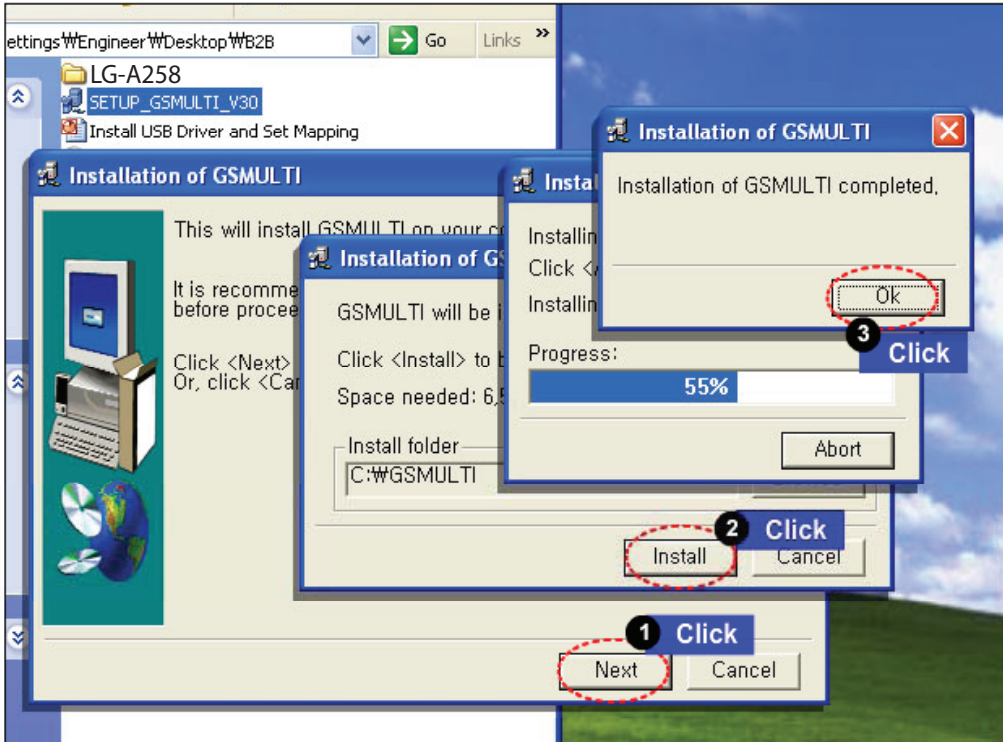 ettings₩Engineer₩Desktop₩B2B Go Links »
LG-A258
SETUP_GSMULTI_V30
Install USB Driver and Set Mapping
Installation of GSMULTI
This will install GSMULTI on your co
It is recomme
before procee
Click <Next>
Or, click <Can
1 Click
Next
Cancel
Installation of GS
GSMULTI will be i
Click <Install> to b
Space needed: 6,5
Install folder
C:₩GSMULTI
2 Click
Install
Cancel
Instal
Installin
Click <A
Installin
Progress:
55%
Abort
Installation of GSMULTI
Installation of GSMULTI completed,
Ok
3 Click